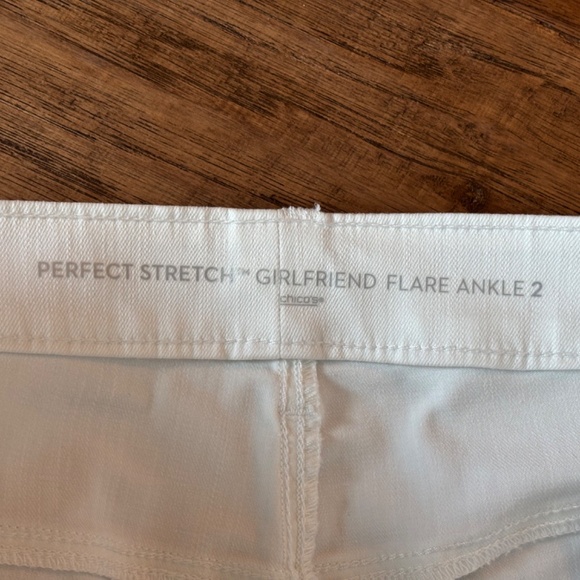 PERFECT STRETCH™ GIRLFRIEND FLARE ANKLE 2
chico's®